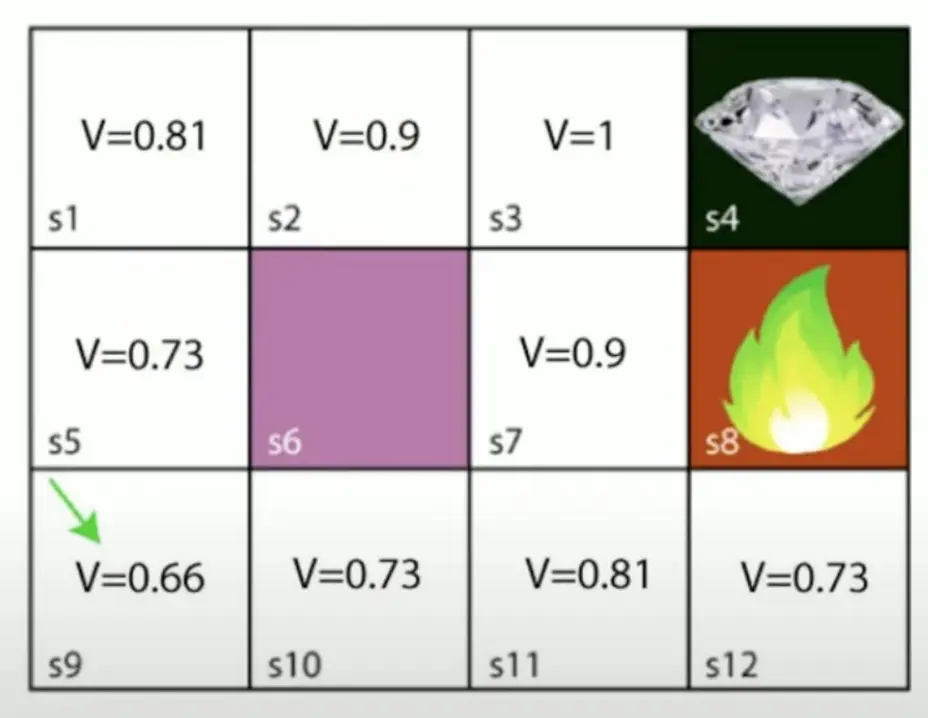 V=0.81
s1
V=0.9
s2
V=1
s3
s4
V=0.73
s5
s6
V=0.9
s7
s8
V=0.66
s9
V=0.73
s10
V=0.81
s11
V=0.73
s12